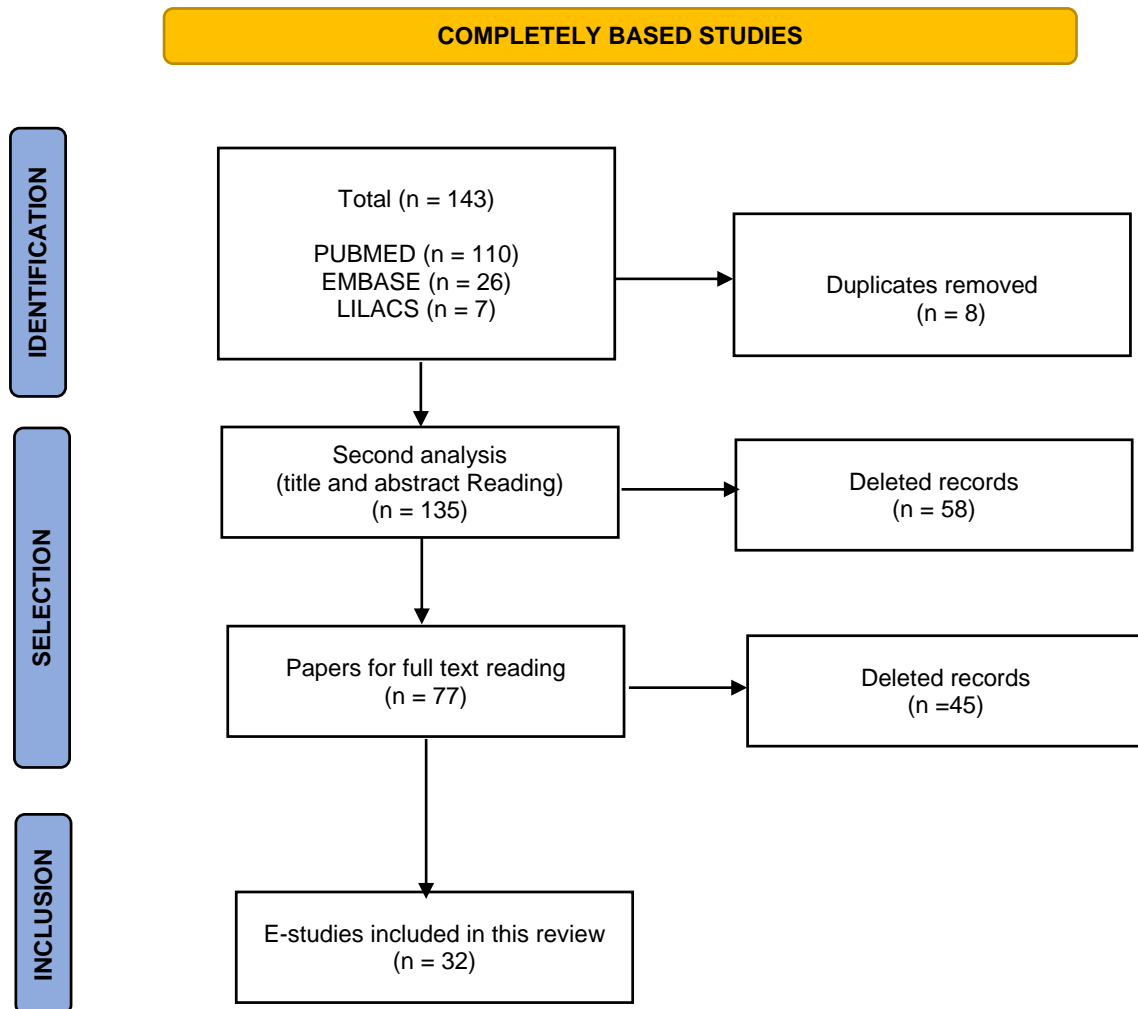 COMPLETELY BASED STUDIES
IDENTIFICATION
Total (n = 143)
PUBMED (n = 110)
EMBASE (n = 26)
LILACS (n = 7)
Duplicates removed
(n = 8)
SELECTION
Second analysis
(title and abstract Reading)
(n = 135)
Deleted records
(n = 58)
Papers for full text reading
(n = 77)
Deleted records
(n =45)
INCLUSION
E-studies included in this review
(n = 32)